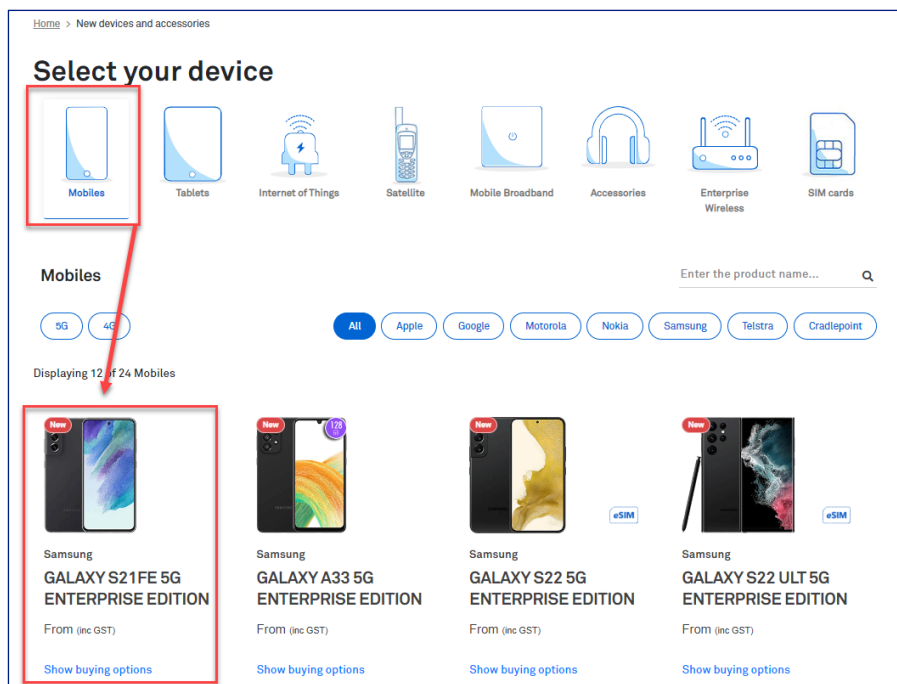 Home > New devices and accessories
Select your device
Mobiles
Tablets
Internet of Things
Satellite
Mobile Broadband
Accessories
Enterprise
Wireless
SIM cards
Mobiles
Enter the product name...
5G
4G
All
Apple
Google
Motorola
Nokia
Samsung
Telstra
Cradlepoint
Displaying 12 of 24 Mobiles
New
Samsung
GALAXY S21FE 5G
ENTERPRISE EDITION
From (inc GST)
Show buying options
New
128
Samsung
GALAXY A33 5G
ENTERPRISE EDITION
From (inc GST)
Show buying options
New
eSIM
Samsung
GALAXY S22 5G
ENTERPRISE EDITION
From (inc GST)
Show buying options
New
eSIM
Samsung
GALAXY S22 ULT 5G
ENTERPRISE EDITION
From (inc GST)
Show buying options